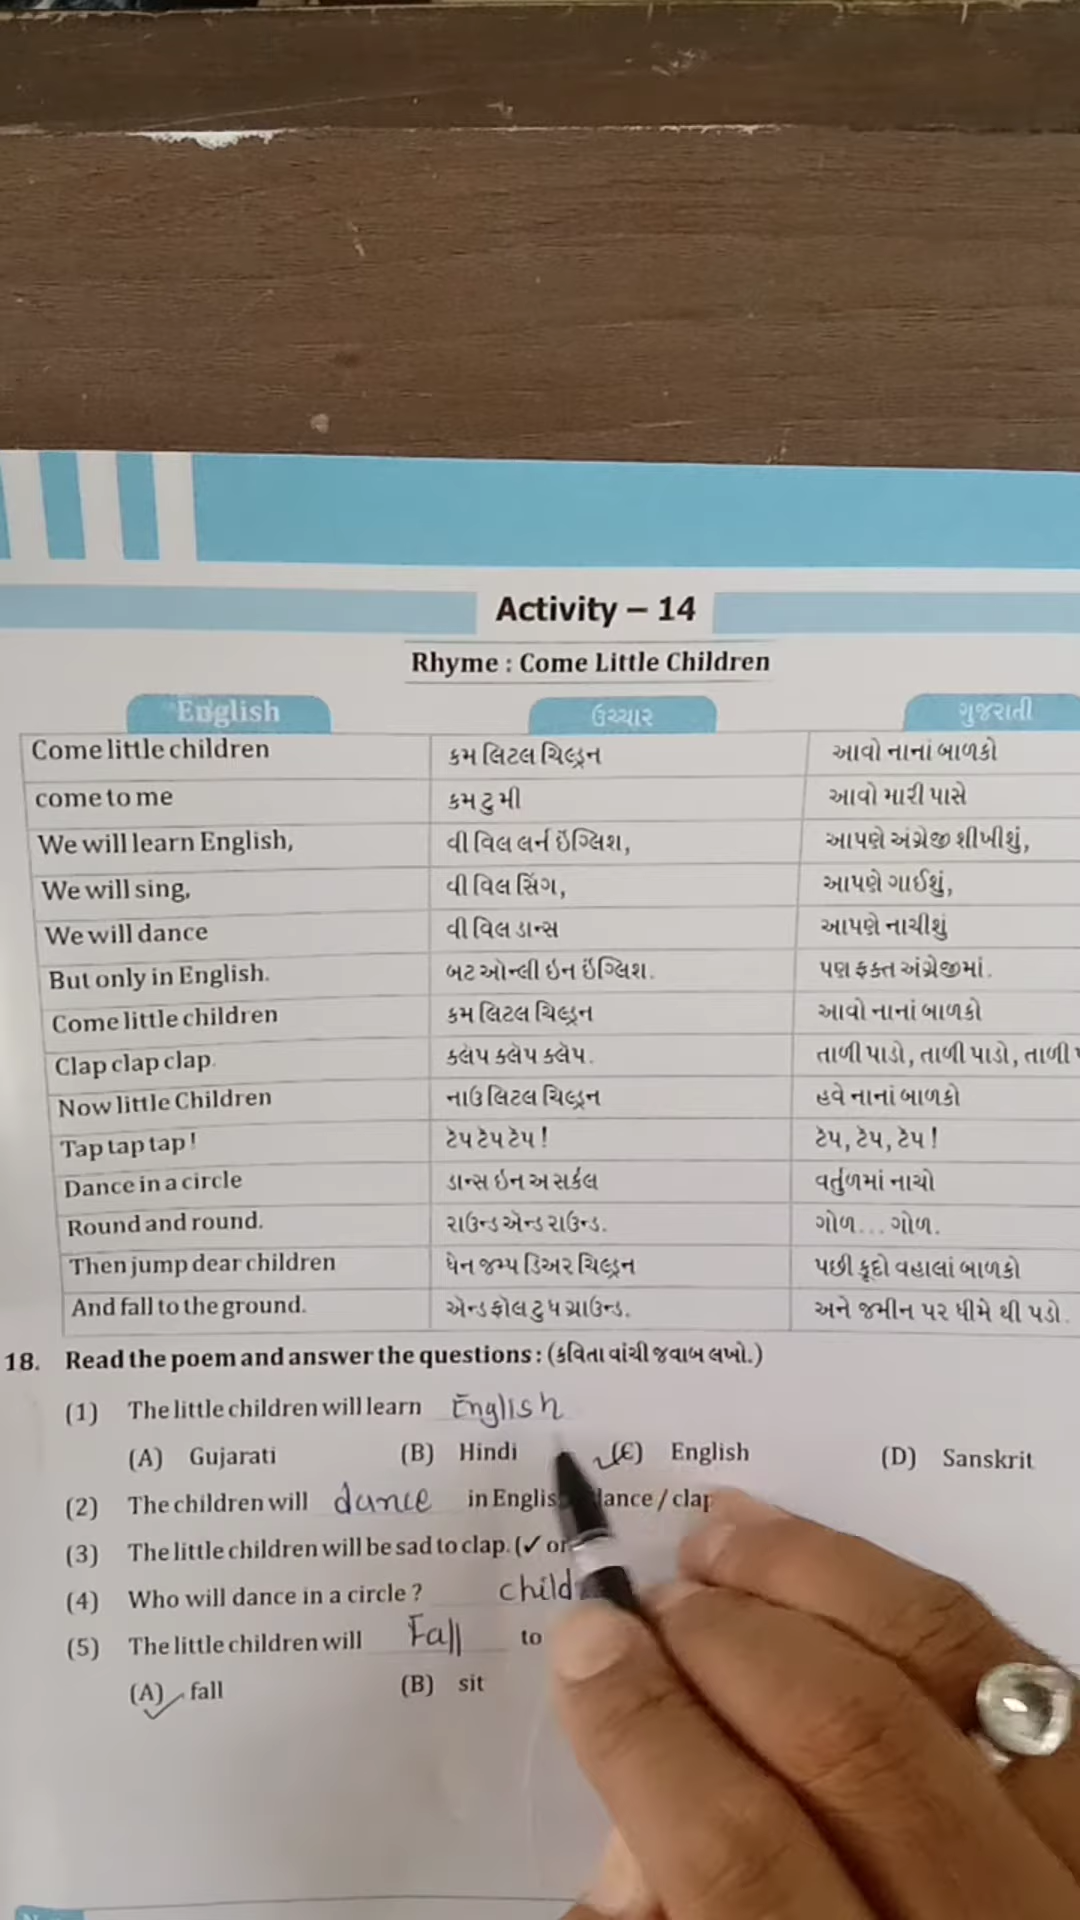 Activity – 14
Rhyme : Come Little Children
English ઉચ્ચાર ગુજરાતી
Come little children કમ લિટલ ચિલ્ડ્રન આવો નાનાં બાળકો
come to me કમ ટુ મી આવો મારી પાસે
We will learn English, વી વિલ લર્ન ઈંગ્લિશ, આપણે અંગ્રેજી શીખીશું,
We will sing, વી વિલ સિંગ, આપણે ગાઈશું,
We will dance વી વિલ ડાન્સ આપણે નાચીશું
But only in English. બટ ઓન્લી ઇન ઈંગ્લિશ. પણ ફક્ત અંગ્રેજીમાં.
Come little children કમ લિટલ ચિલ્ડ્રન આવો નાનાં બાળકો
Clap clap clap. ક્લૅપ ક્લૅપ ક્લૅપ. તાળી પાડો, તાળી પાડો, તાળી
Now little Children નાઉ લિટલ ચિલ્ડ્રન હવે નાનાં બાળકો
Tap tap tap ! ટૅપ ટૅપ ટૅપ ! ટૅપ, ટૅપ, ટૅપ !
Dance in a circle ડાન્સ ઇન અ સર્કલ વર્તુળમાં નાચો
Round and round. રાઉન્ડ ઍન્ડ રાઉન્ડ. ગોળ... ગોળ.
Then jump dear children ધેન જમ્પ ડિઅર ચિલ્ડ્રન પછી કૂદો વહાલાં બાળકો
And fall to the ground. ઍન્ડ ફૉલ ટુ ધ ગ્રાઉન્ડ. અને જમીન પર ધીમે થી પડો.
18. Read the poem and answer the questions : (કવિતા વાંચી જવાબ લખો.)
(1) The little children will learn English
(A) Gujarati (B) Hindi (C) English (D) Sanskrit
(2) The children will dance in English dance / clap
(3) The little children will be sad to clap. (✓ or
(4) Who will dance in a circle ? child
(5) The little children will Fall to
(A) fall (B) sit